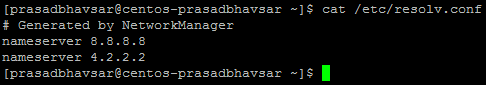 [prasadbhavsar@centos-prasadbhavsar ~]$ cat /etc/resolv.conf
# Generated by NetworkManager
nameserver 8.8.8.8
nameserver 4.2.2.2
[prasadbhavsar@centos-prasadbhavsar ~]$